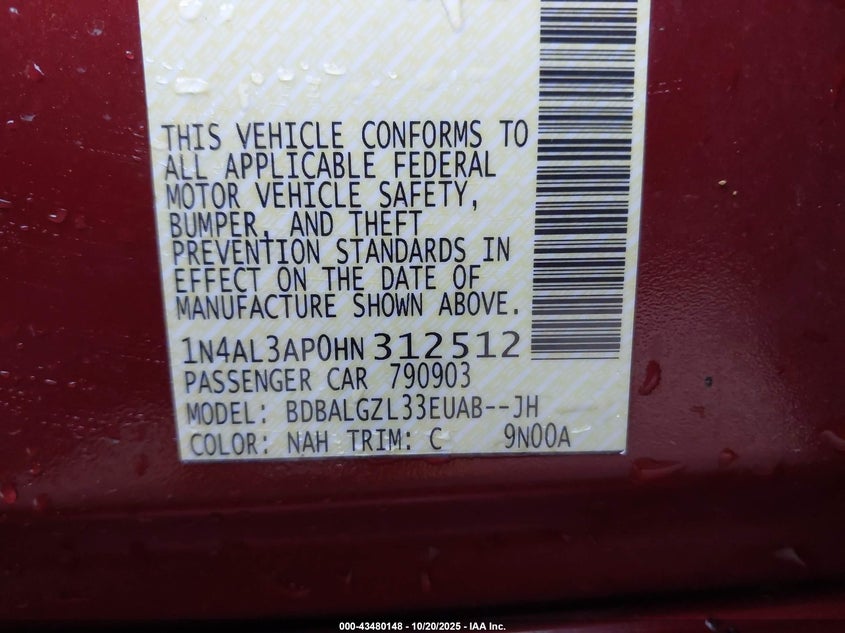 THIS VEHICLE CONFORMS TO
ALL APPLICABLE FEDERAL
MOTOR VEHICLE SAFETY,
BUMPER, AND THEFT
PREVENTION STANDARDS IN
EFFECT ON THE DATE OF
MANUFACTURE SHOWN ABOVE.
1N4AL3AP0HN 312512
PASSENGER CAR 790903
MODEL: BDBALGZL33EUAB--JH
COLOR: NAH TRIM: C 9N00A
000-43480148 - 10/20/2025 - IAA Inc.